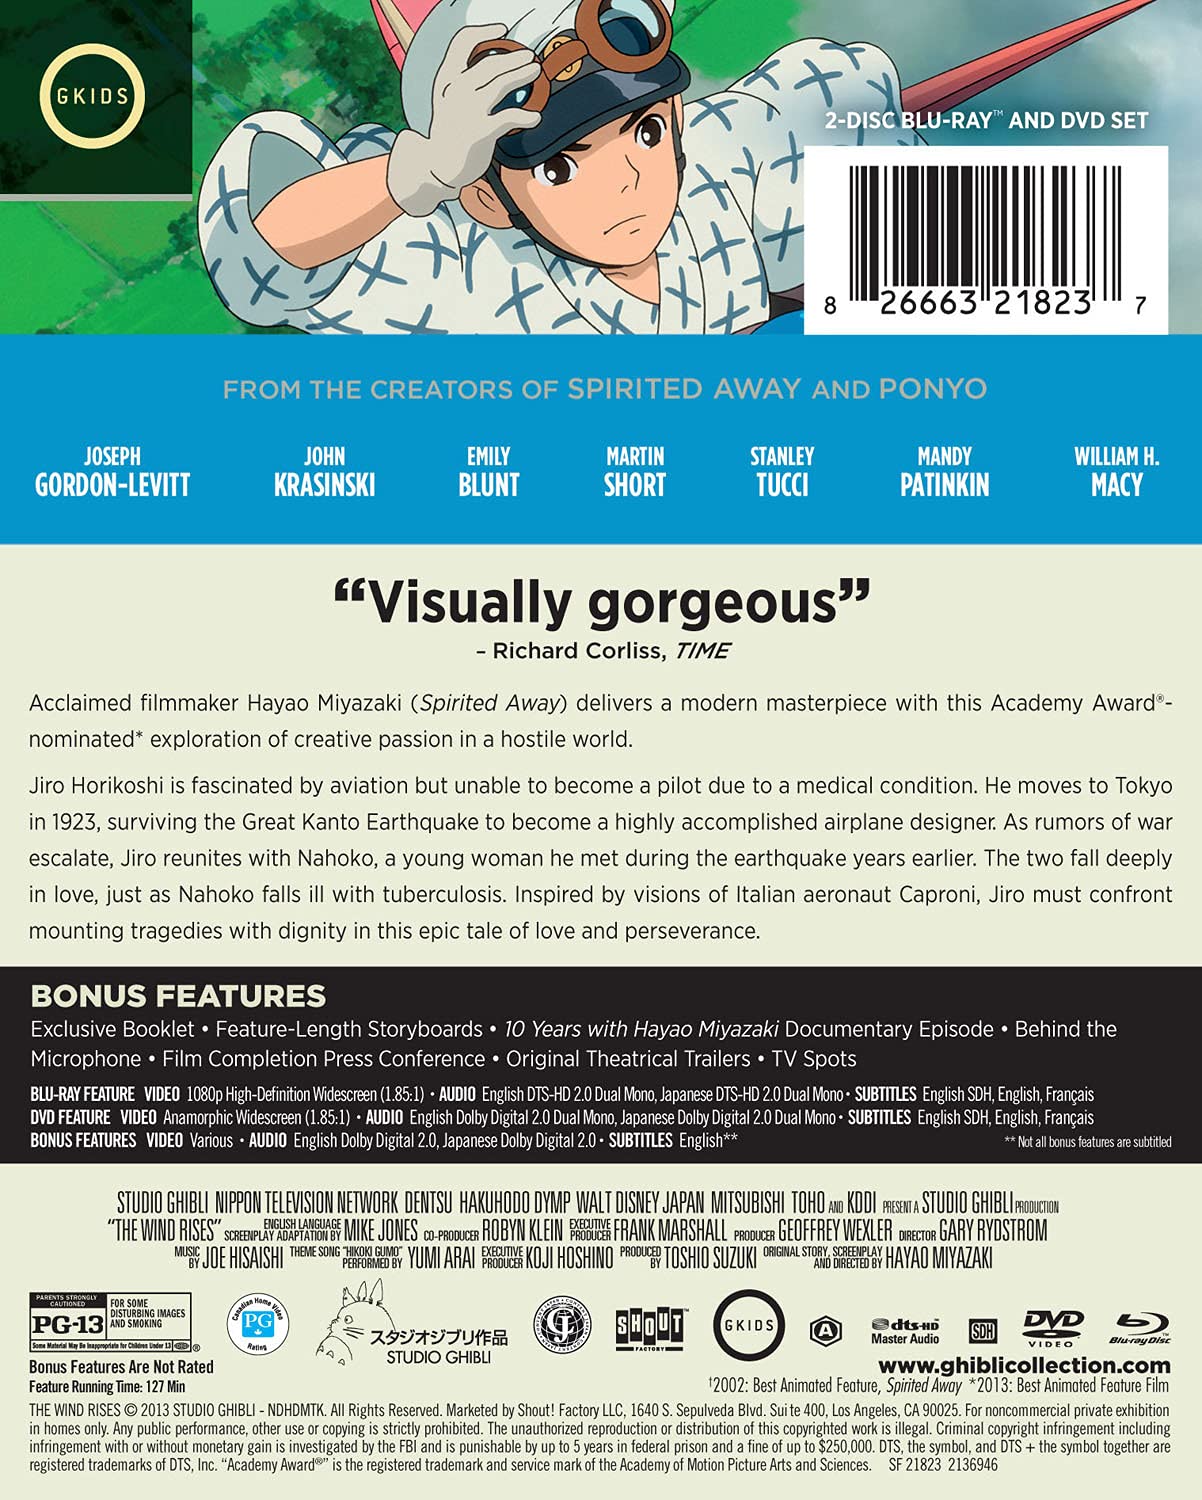 GKIDS
2-DISC BLU-RAY™ AND DVD SET
8 26663 21823 7
FROM THE CREATORS OF SPIRITED AWAY AND PONYO
JOSEPH GORDON-LEVITT
JOHN KRASINSKI
EMILY BLUNT
MARTIN SHORT
STANLEY TUCCI
MANDY PATINKIN
WILLIAM H. MACY
“Visually gorgeous”
– Richard Corliss, TIME
Acclaimed filmmaker Hayao Miyazaki (Spirited Away) delivers a modern masterpiece with this Academy Award®-
nominated* exploration of creative passion in a hostile world.
Jiro Horikoshi is fascinated by aviation but unable to become a pilot due to a medical condition. He moves to Tokyo
in 1923, surviving the Great Kanto Earthquake to become a highly accomplished airplane designer. As rumors of war
escalate, Jiro reunites with Nahoko, a young woman he met during the earthquake years earlier. The two fall deeply
in love, just as Nahoko falls ill with tuberculosis. Inspired by visions of Italian aeronaut Caproni, Jiro must confront
mounting tragedies with dignity in this epic tale of love and perseverance.
BONUS FEATURES
Exclusive Booklet • Feature-Length Storyboards • 10 Years with Hayao Miyazaki Documentary Episode • Behind the
Microphone • Film Completion Press Conference • Original Theatrical Trailers • TV Spots
BLU-RAY FEATURE VIDEO 1080p High-Definition Widescreen (1.85:1) • AUDIO English DTS-HD 2.0 Dual Mono, Japanese DTS-HD 2.0 Dual Mono • SUBTITLES English SDH, English, Français
DVD FEATURE VIDEO Anamorphic Widescreen (1.85:1) • AUDIO English Dolby Digital 2.0 Dual Mono, Japanese Dolby Digital 2.0 Dual Mono • SUBTITLES English SDH, English, Français
BONUS FEATURES VIDEO Various • AUDIO English Dolby Digital 2.0, Japanese Dolby Digital 2.0 • SUBTITLES English** ** Not all bonus features are subtitled
STUDIO GHIBLI NIPPON TELEVISION NETWORK DENTSU HAKUHODO DYMP WALT DISNEY JAPAN MITSUBISHI TOHO AND KDDI PRESENT A STUDIO GHIBLI PRODUCTION
“THE WIND RISES” ENGLISH LANGUAGE SCREENPLAY ADAPTATION BY MIKE JONES CO-PRODUCER ROBYN KLEIN EXECUTIVE PRODUCER FRANK MARSHALL PRODUCER GEOFFREY WEXLER DIRECTOR GARY RYDSTROM
MUSIC BY JOE HISAISHI THEME SONG “HIKOKI GUMO” PERFORMED BY YUMI ARAI EXECUTIVE PRODUCER KOJI HOSHINO PRODUCED BY TOSHIO SUZUKI ORIGINAL STORY, SCREENPLAY AND DIRECTED BY HAYAO MIYAZAKI
PARENTS STRONGLY CAUTIONED
PG-13
FOR SOME
DISTURBING IMAGES
AND SMOKING
Some Material May Be Inappropriate for Children Under 13
Canadian Home Video
PG
Rating
スタジオジブリ作品
STUDIO GHIBLI
SHOUT™
FACTORY
GKIDS
A
dts-HD
Master Audio
SDH
DVD
VIDEO
Blu-ray Disc
Bonus Features Are Not Rated
Feature Running Time: 127 Min
www.ghiblicollection.com
†2002: Best Animated Feature, Spirited Away *2013: Best Animated Feature Film
THE WIND RISES © 2013 STUDIO GHIBLI - NDHDMTK. All Rights Reserved. Marketed by Shout! Factory LLC, 1640 S. Sepulveda Blvd. Suite 400, Los Angeles, CA 90025. For noncommercial private exhibition
in homes only. Any public performance, other use or copying is strictly prohibited. The unauthorized reproduction or distribution of this copyrighted work is illegal. Criminal copyright infringement including
infringement with or without monetary gain is investigated by the FBI and is punishable by up to 5 years in federal prison and a fine of up to $250,000. DTS, the symbol, and DTS + the symbol together are
registered trademarks of DTS, Inc. “Academy Award®” is the registered trademark and service mark of the Academy of Motion Picture Arts and Sciences. SF 21823 2136946